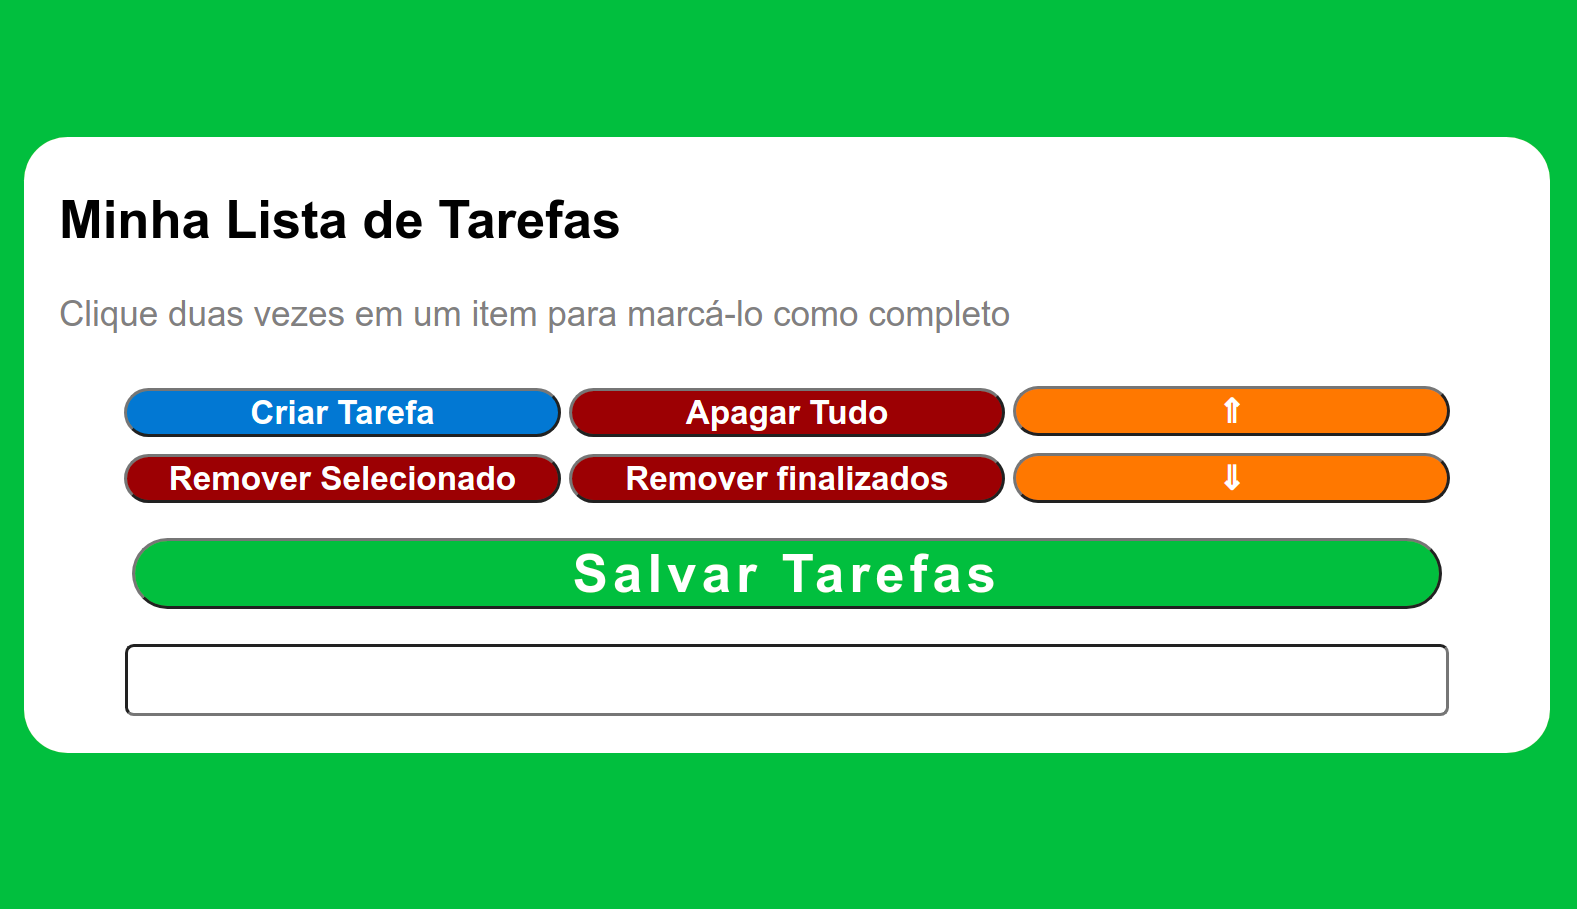 Minha Lista de Tarefas
Clique duas vezes em um item para marcá-lo como completo
Criar Tarefa Apagar Tudo ⇑
Remover Selecionado Remover finalizados ⇓
Salvar Tarefas